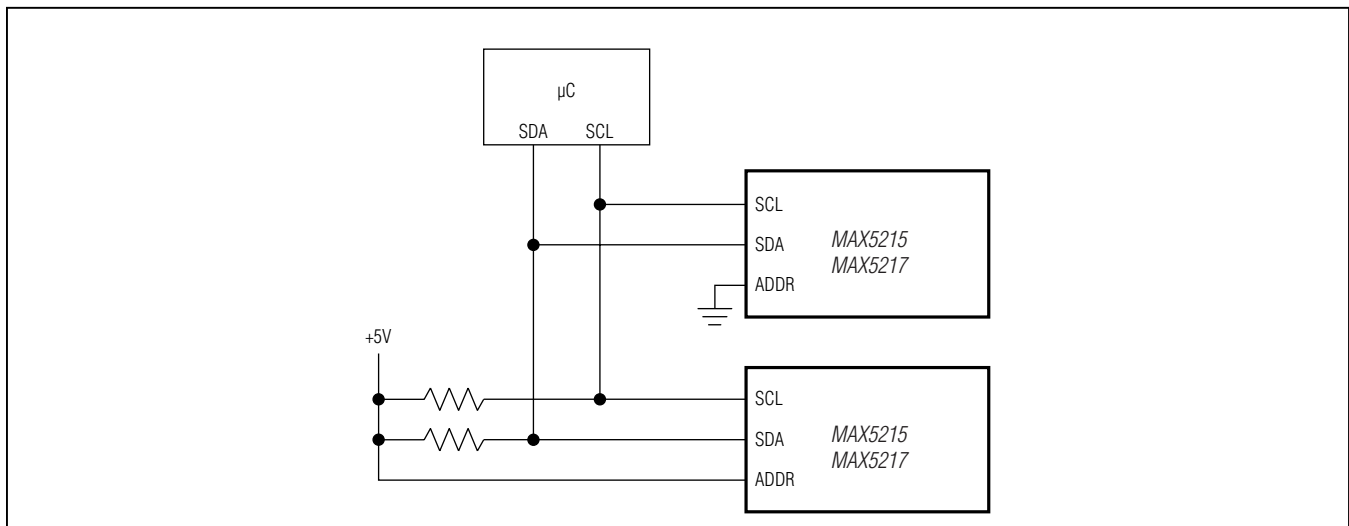 µC
SDA SCL
SCL
SDA
ADDR
MAX5215
MAX5217
+5V
SCL
SDA
ADDR
MAX5215
MAX5217